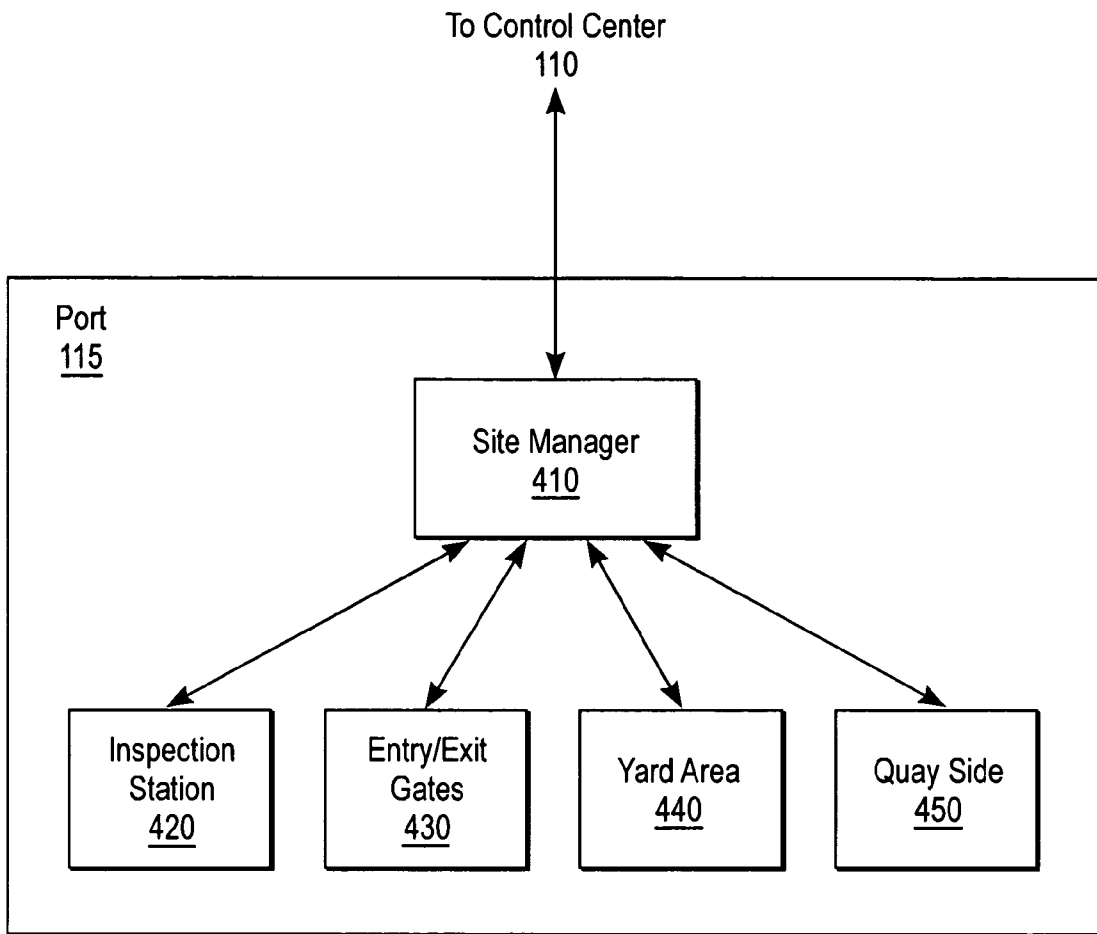 To Control Center
110
Port
115
Site Manager
410
Inspection
Station
420
Entry/Exit
Gates
430
Yard Area
440
Quay Side
450